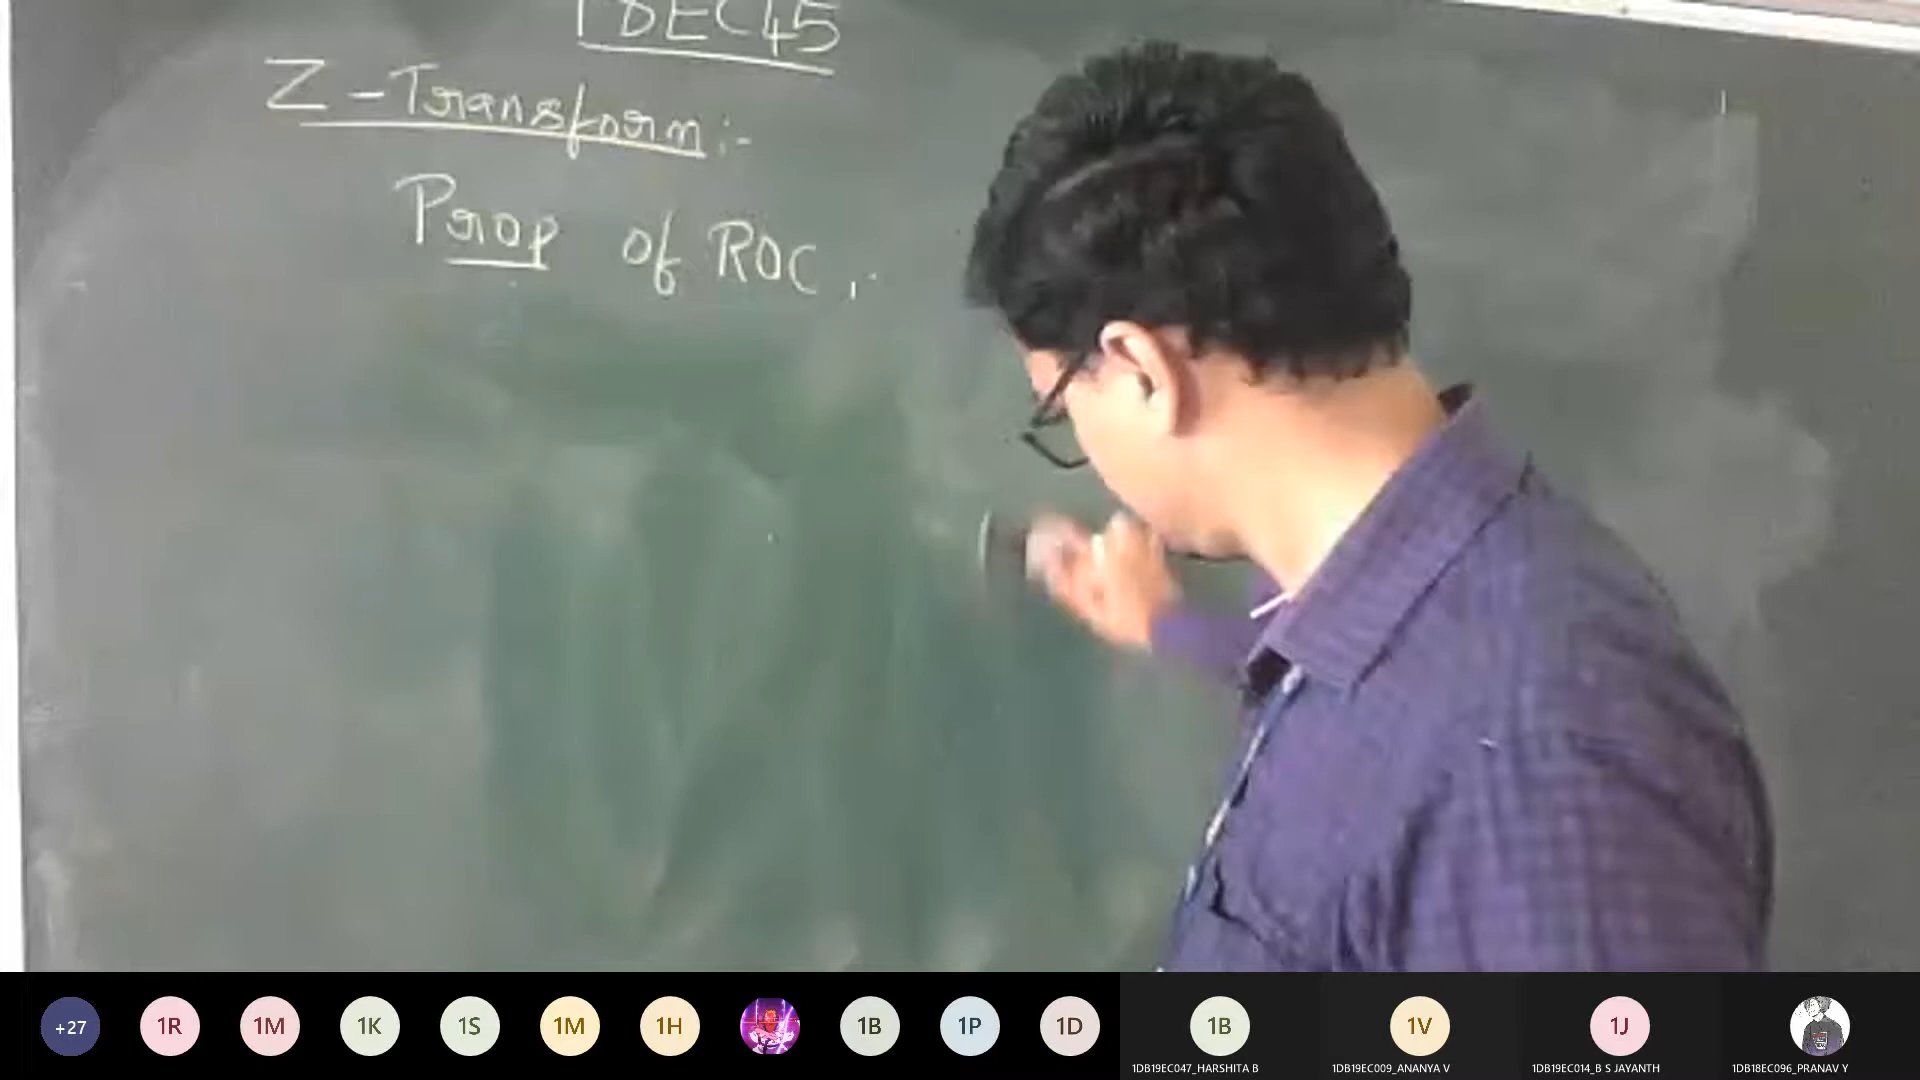 18EC45
Z-Transform:-
Prop of ROC:-
+27
1R
1M
1K
1S
1M
1H
1B
1P
1D
1B
1V
1J
1DB19EC047_HARSHITA B
1DB19EC009_ANANYA V
1DB19EC014_B S JAYANTH
1DB18EC096_PRANAV Y